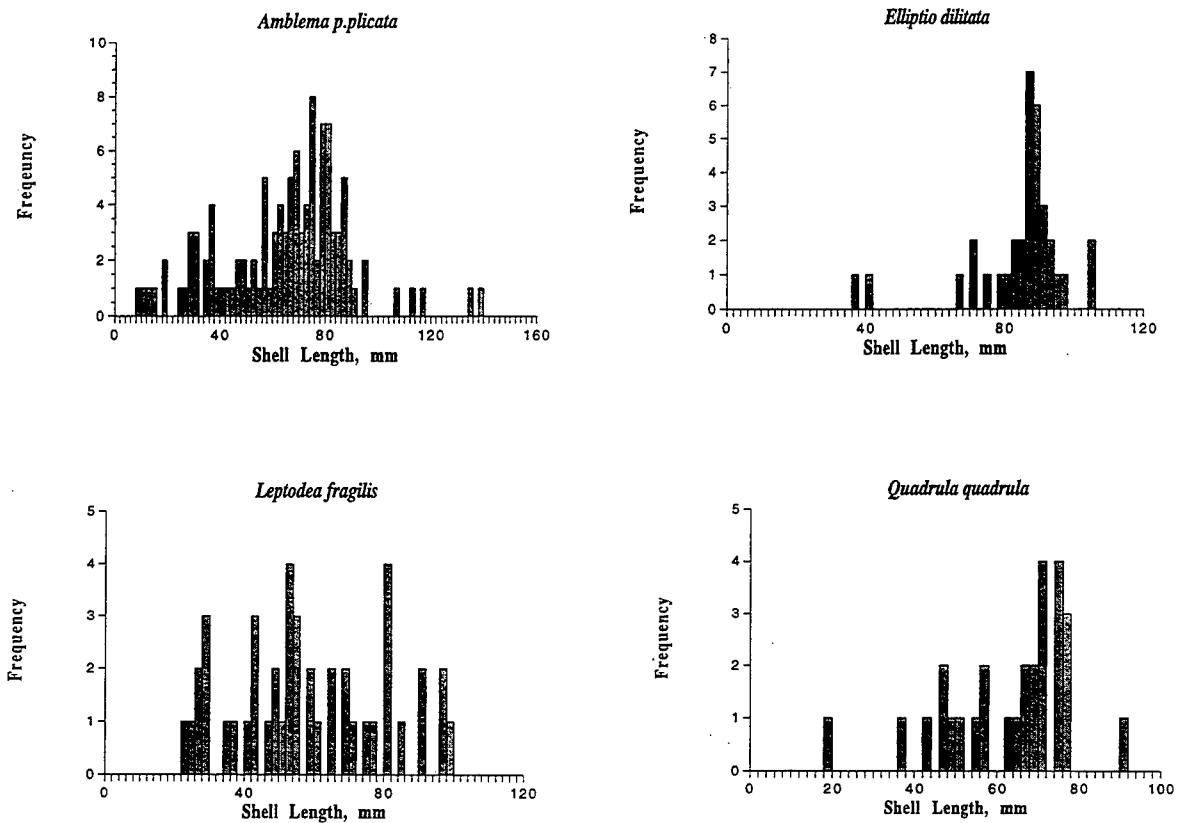 Amblema p.plicata
10
8
6
4
2
0
Freqeuncy
0 40 80 120 160
Shell Length, mm
Elliptio dilitata
8
7
6
5
4
3
2
1
0
Frequency
0 40 80 120
Shell Length, mm
Leptodea fragilis
5
4
3
2
1
0
Frequency
0 40 80 120
Shell Length, mm
Quadrula quadrula
5
4
3
2
1
0
Frequency
0 20 40 60 80 100
Shell Length, mm